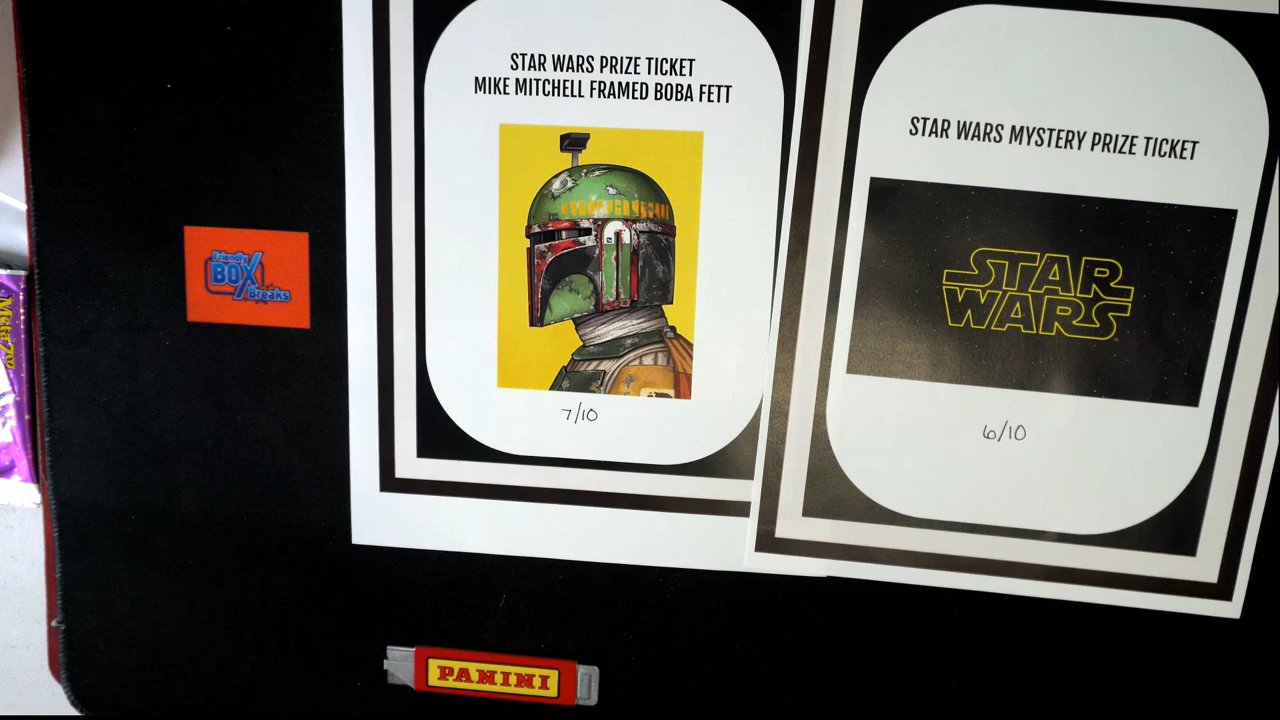 STAR WARS PRIZE TICKET
MIKE MITCHELL FRAMED BOBA FETT
7/10
STAR WARS MYSTERY PRIZE TICKET
STAR
WARS
6/10
Friendly
BOX
Breaks
PANINI